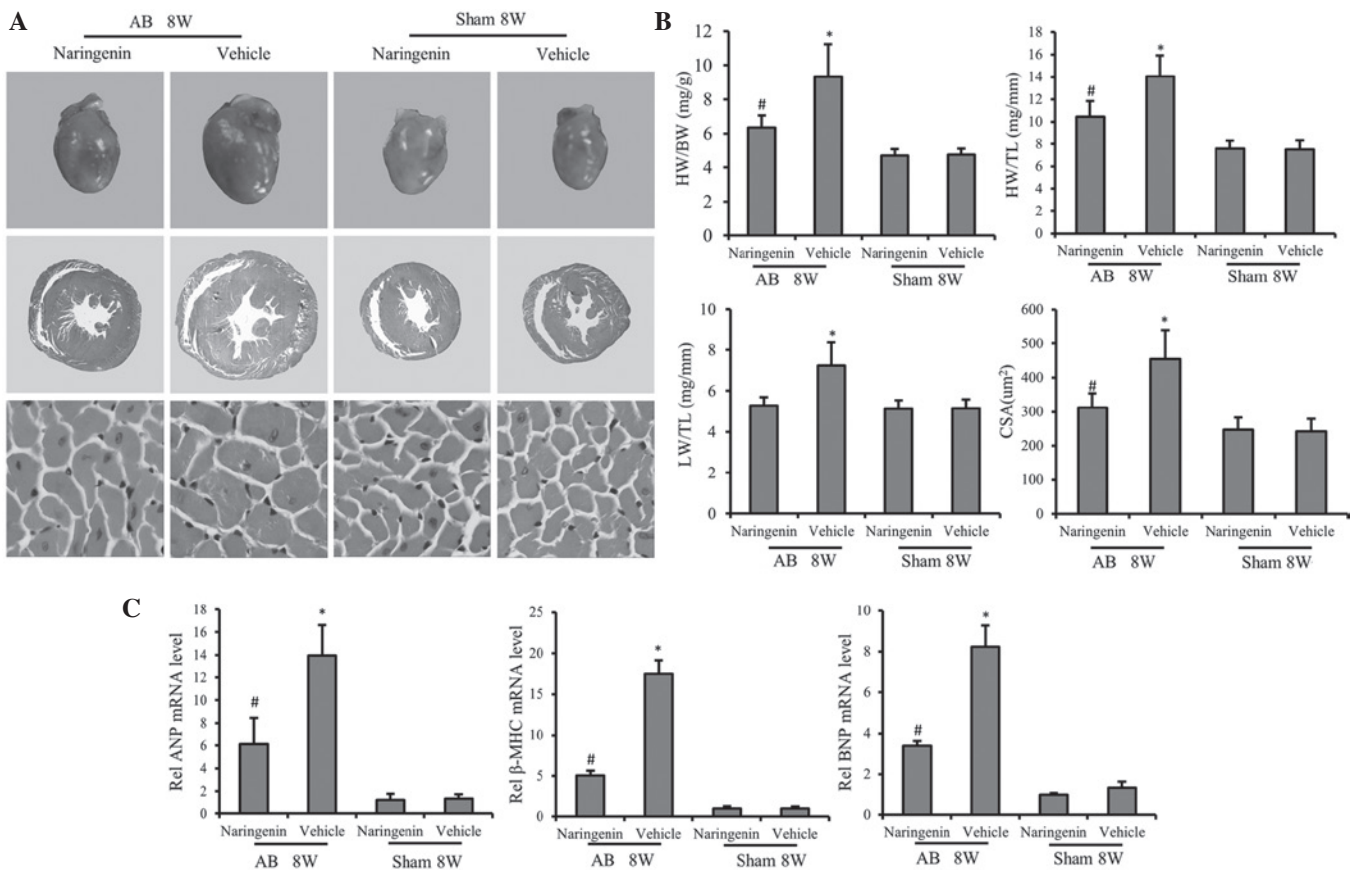 A
AB 8W
Sham 8W
Naringenin Vehicle Naringenin Vehicle
B
HW/BW (mg/g)
12
10
8
6
4
2
0
#
*
Naringenin Vehicle Naringenin Vehicle
AB 8W Sham 8W
HW/TL (mg/mm)
18
16
14
12
10
8
6
4
2
0
#
*
Naringenin Vehicle Naringenin Vehicle
AB 8W Sham 8W
LW/TL (mg/mm)
10
8
6
4
2
0
*
Naringenin Vehicle Naringenin Vehicle
AB 8W Sham 8W
CSA(um²)
600
500
400
300
200
100
0
#
*
Naringenin Vehicle Naringenin Vehicle
AB 8W Sham 8W
C
Rel ANP mRNA level
18
16
14
12
10
8
6
4
2
0
#
*
Naringenin Vehicle Naringenin Vehicle
AB 8W Sham 8W
Rel β-MHC mRNA level
25
20
15
10
5
0
#
*
Naringenin Vehicle Naringenin Vehicle
AB 8W Sham 8W
Rel BNP mRNA level
10
8
6
4
2
0
#
*
Naringenin Vehicle Naringenin Vehicle
AB 8W Sham 8W